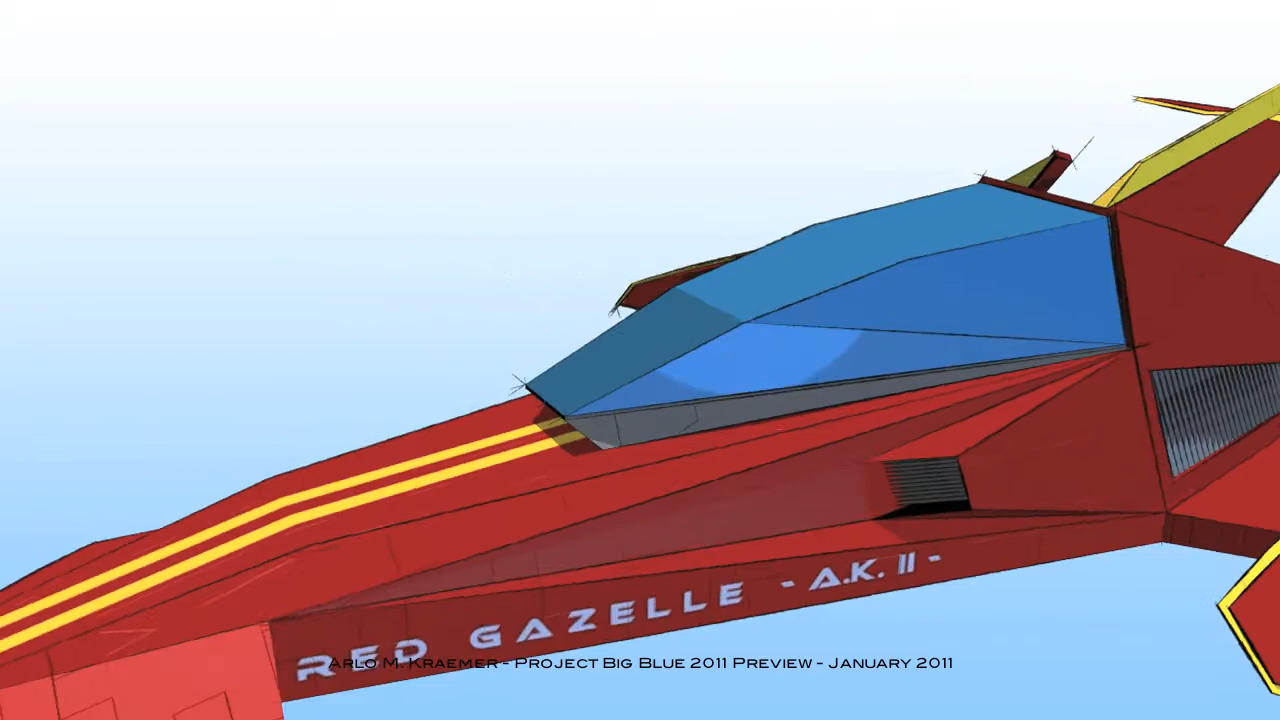 RED GAZELLE - A.K. II -
Arlo M. Kraemer - Project Big Blue 2011 Preview - January 2011